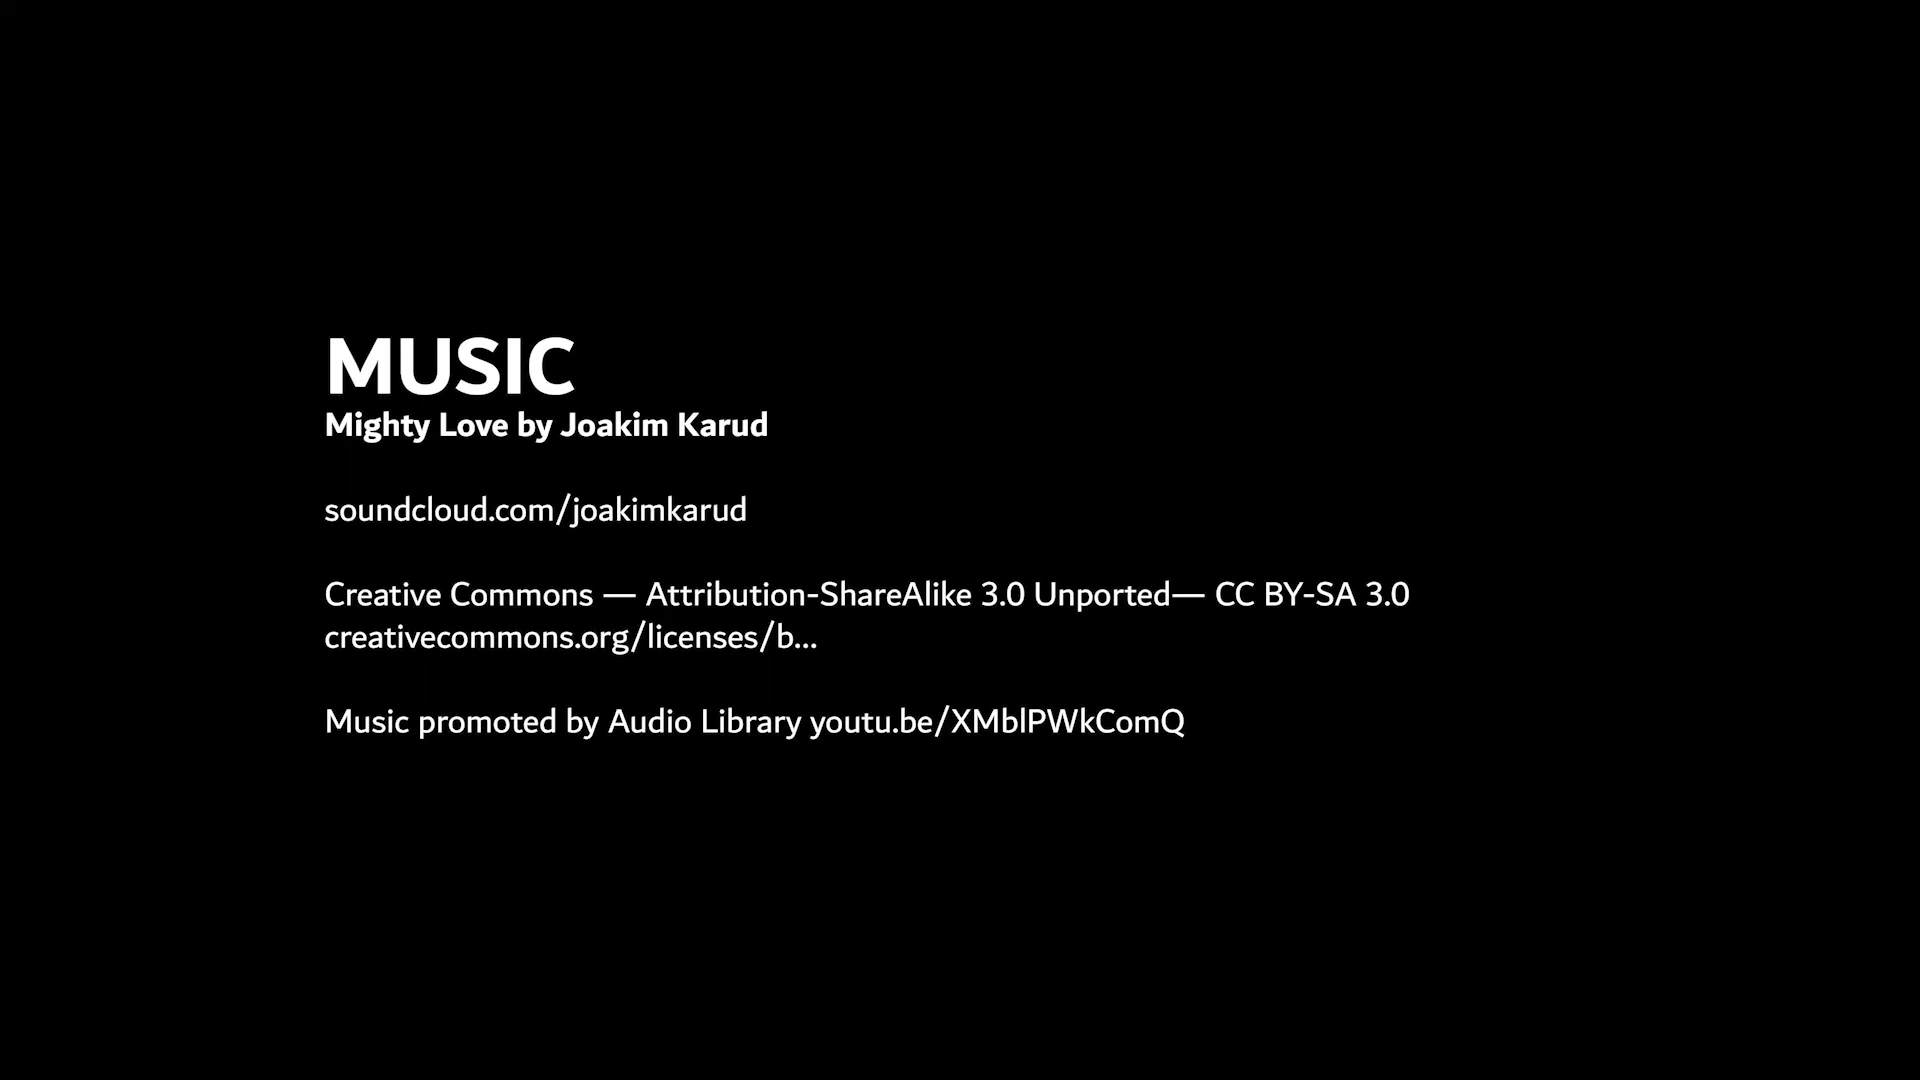 MUSIC
Mighty Love by Joakim Karud
soundcloud.com/joakimkarud
Creative Commons — Attribution-ShareAlike 3.0 Unported— CC BY-SA 3.0
creativecommons.org/licenses/b...
Music promoted by Audio Library youtu.be/XMblPWkComQ